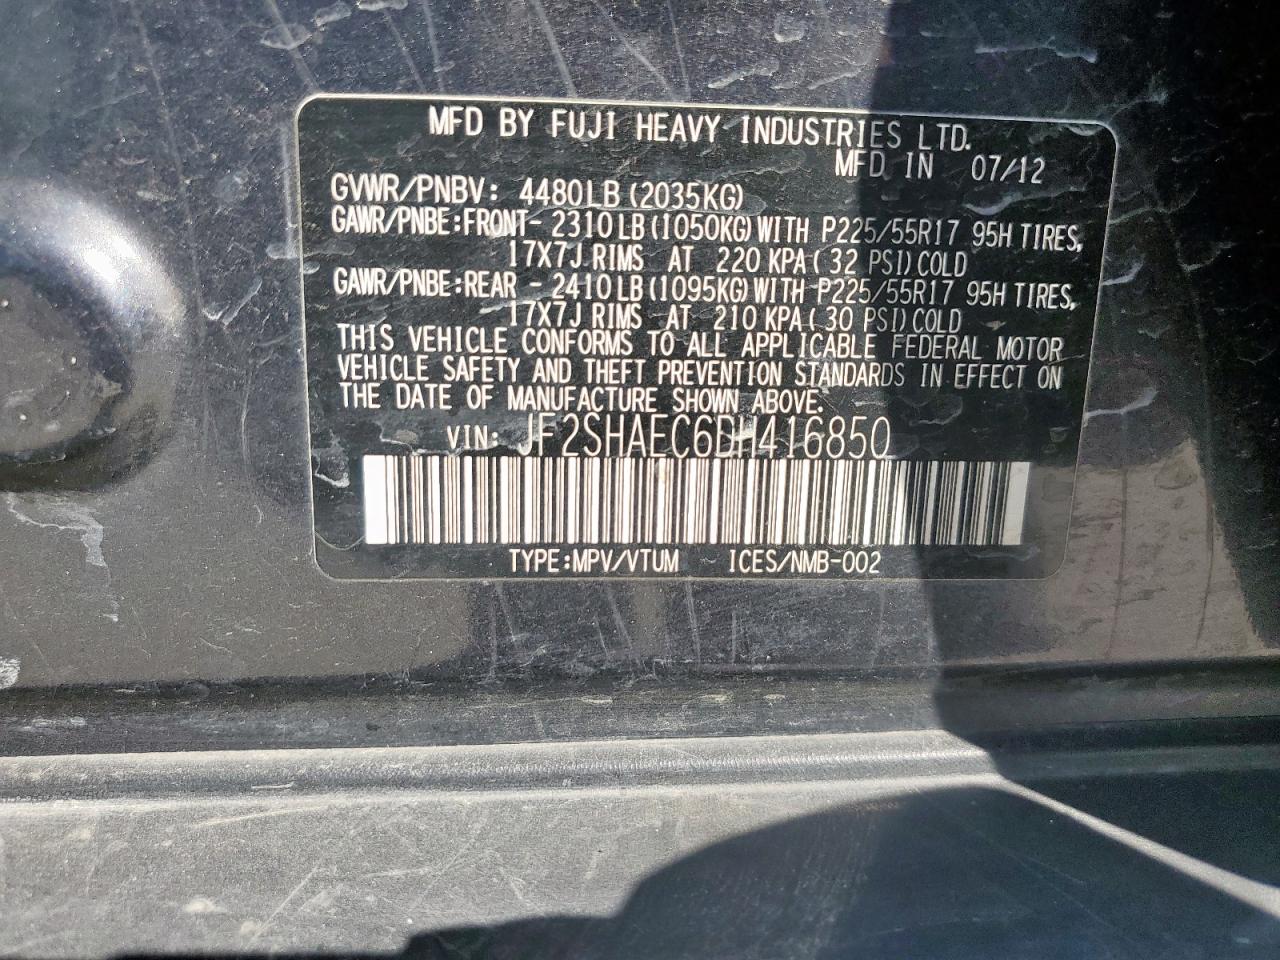 MFD BY FUJI HEAVY INDUSTRIES LTD.
MFD IN 07/12
GVWR/PNBV: 4480LB (2035KG)
GAWR/PNBE:FRONT- 2310LB (1050KG) WITH P225/55R17 95H TIRES,
17X7J RIMS AT 220 KPA ( 32 PSI) COLD
GAWR/PNBE:REAR - 2410LB (1095KG) WITH P225/55R17 95H TIRES,
17X7J RIMS AT 210 KPA ( 30 PSI) COLD
THIS VEHICLE CONFORMS TO ALL APPLICABLE FEDERAL MOTOR
VEHICLE SAFETY AND THEFT PREVENTION STANDARDS IN EFFECT ON
THE DATE OF MANUFACTURE SHOWN ABOVE.
VIN: JF2SHAEC6DH416850
TYPE:MPV/VTUM ICES/NMB-002